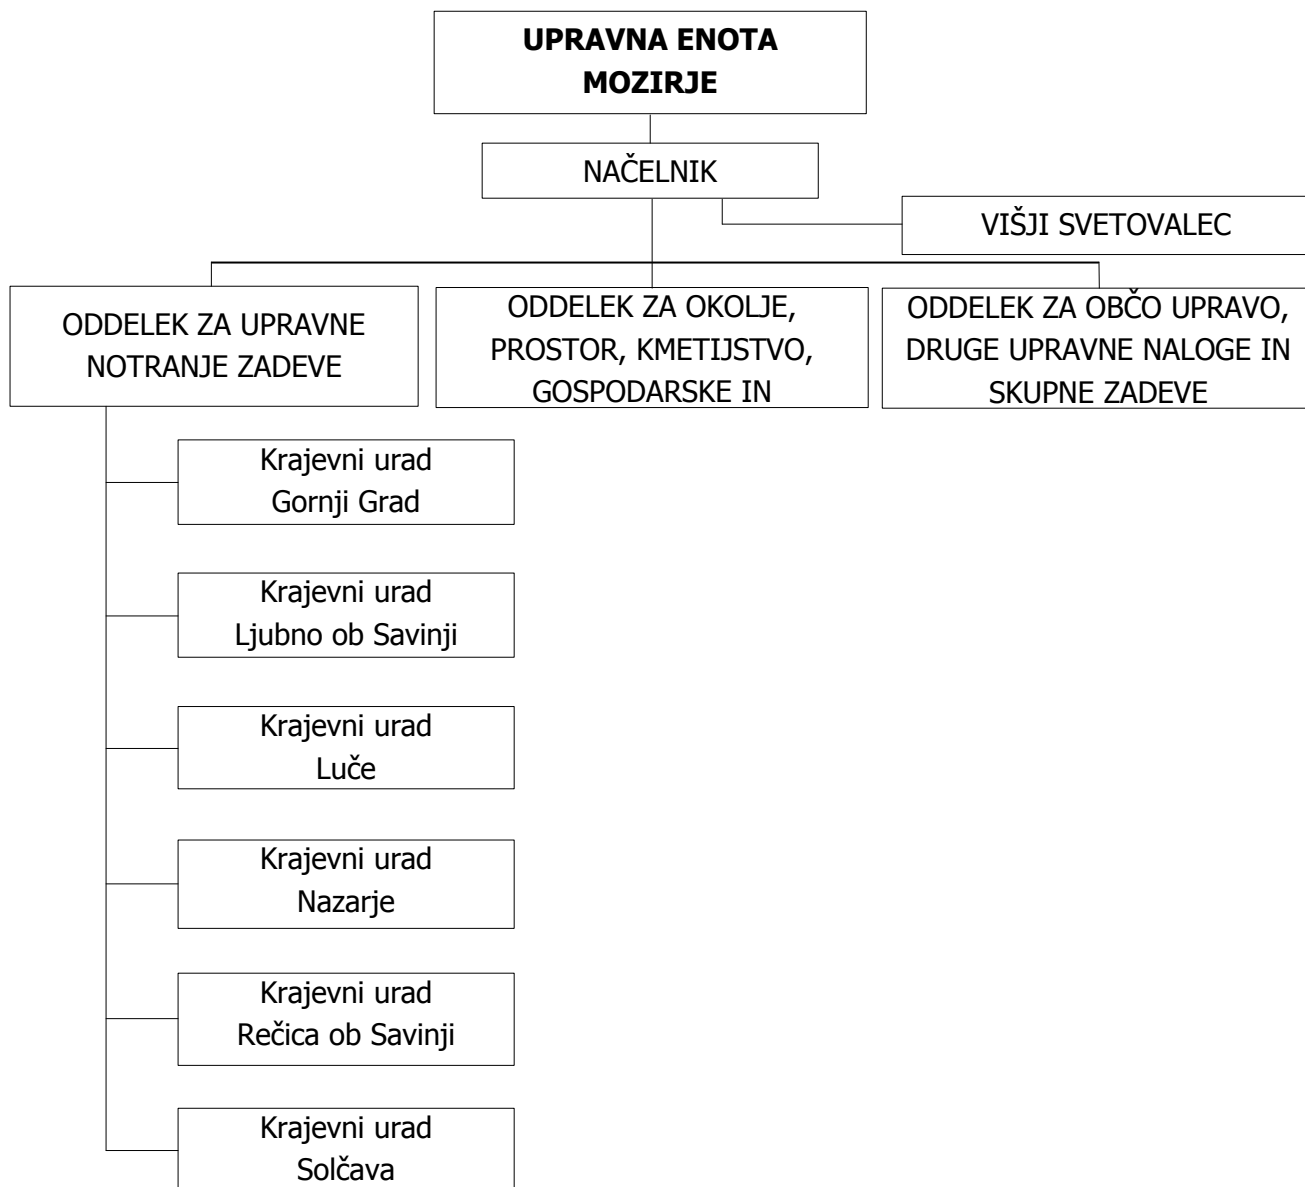 UPRAVNA ENOTA
MOZIRJE
NAČELNIK
VIŠJI SVETOVALEC
ODDELEK ZA UPRAVNE
NOTRANJE ZADEVE
ODDELEK ZA OKOLJE,
PROSTOR, KMETIJSTVO,
GOSPODARSKE IN
ODDELEK ZA OBČO UPRAVO,
DRUGE UPRAVNE NALOGE IN
SKUPNE ZADEVE
Krajevni urad
Gornji Grad
Krajevni urad
Ljubno ob Savinji
Krajevni urad
Luče
Krajevni urad
Nazarje
Krajevni urad
Rečica ob Savinji
Krajevni urad
Solčava